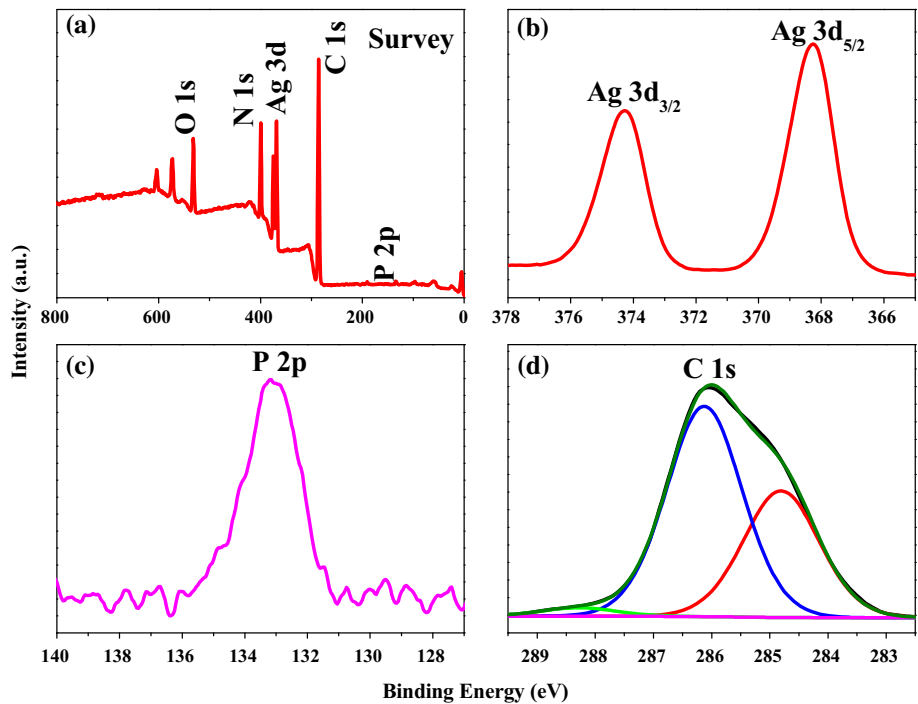 (a)
Survey
O 1s
N 1s
Ag 3d
C 1s
P 2p
800
600
400
200
0
(b)
Ag 3d3/2
Ag 3d5/2
378
376
374
372
370
368
366
Intensity (a.u.)
(c)
P 2p
140
138
136
134
132
130
128
(d)
C 1s
289
288
287
286
285
284
283
Binding Energy (eV)